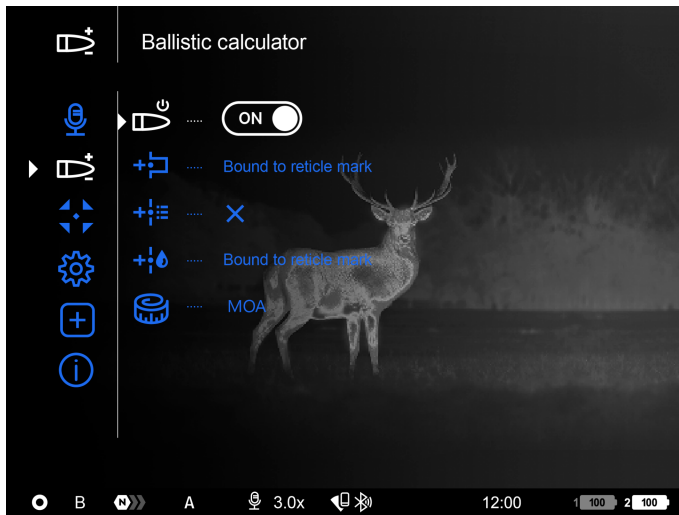 Ballistic calculator
ON
Bound to reticle mark
Bound to reticle mark
MOA
B N A 3.0x 12:00 1 100 2 100